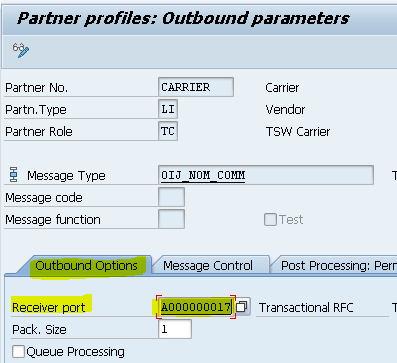 Partner profiles: Outbound parameters
Partner No. CARRIER Carrier
Partn.Type LI Vendor
Partner Role TC TSW Carrier
Message Type OIJ_NOM_COMM T
Message code
Message function Test
Outbound Options Message Control Post Processing: Perm
Receiver port A000000017 Transactional RFC T
Pack. Size 1
Queue Processing